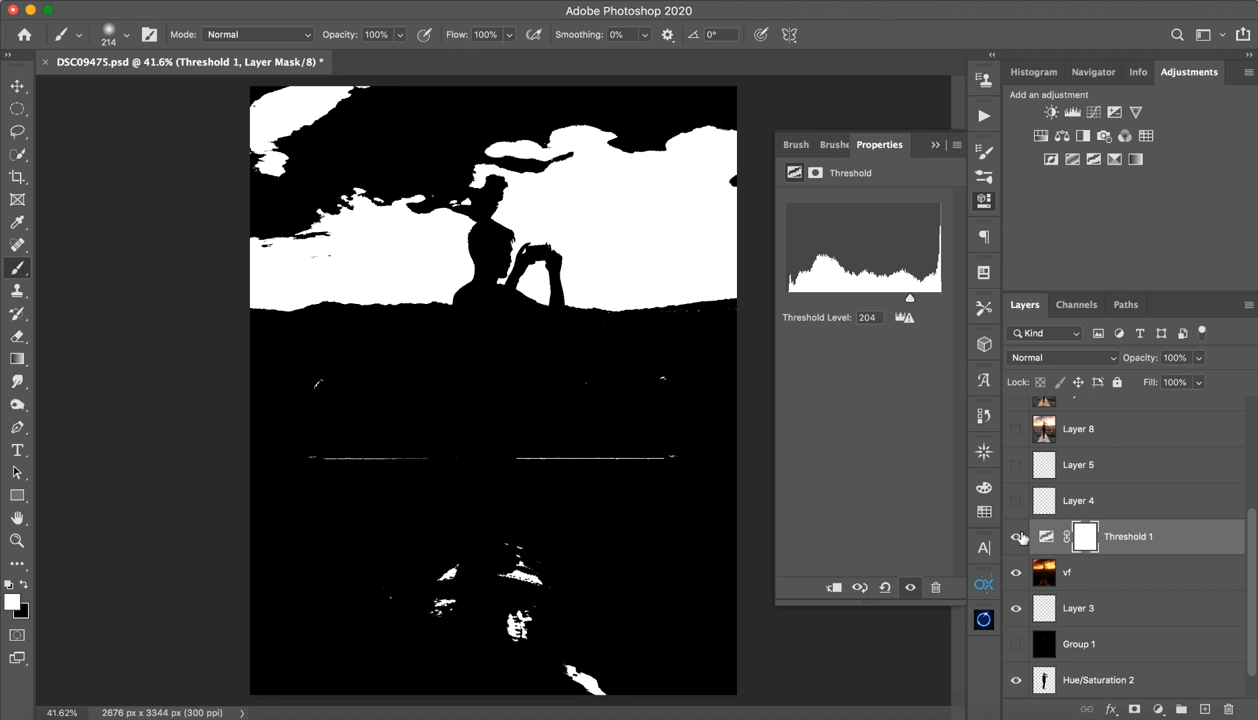 Adobe Photoshop 2020
214
Mode: Normal
Opacity: 100%
Flow: 100%
Smoothing: 0%
0°
DSC09475.psd @ 41.6% (Threshold 1, Layer Mask/8) *
Histogram
Navigator
Info
Adjustments
Add an adjustment
Brush
Brushe
Properties
Threshold
Threshold Level: 204
Layers
Channels
Paths
Kind
Normal
Opacity: 100%
Lock:
Fill: 100%
Layer 8
Layer 5
Layer 4
Threshold 1
vf
Layer 3
Group 1
Hue/Saturation 2
41.62%
2676 px x 3344 px (300 ppi)